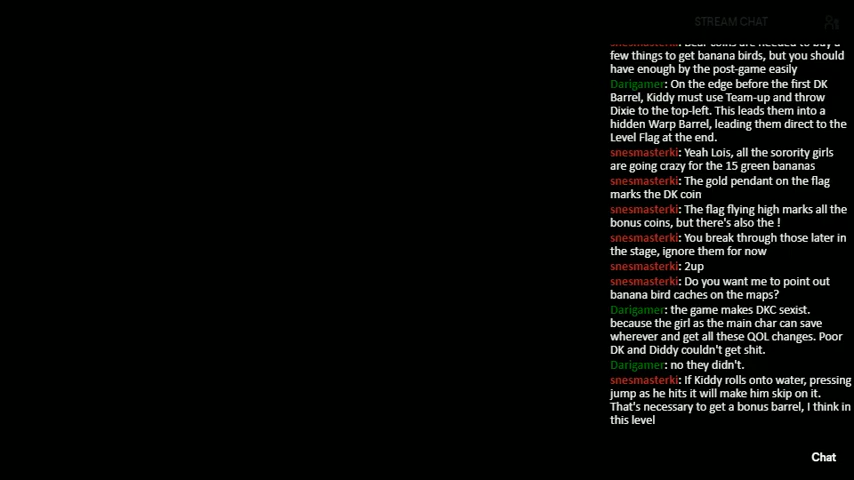 STREAM CHAT
snesmasterki: Bear coins are needed to buy a
few things to get banana birds, but you should
have enough by the post-game easily
Darigamer: On the edge before the first DK
Barrel, Kiddy must use Team-up and throw
Dixie to the top-left. This leads them into a
hidden Warp Barrel, leading them direct to the
Level Flag at the end.
snesmasterki: Yeah Lois, all the sorority girls
are going crazy for the 15 green bananas
snesmasterki: The gold pendant on the flag
marks the DK coin
snesmasterki: The flag flying high marks all the
bonus coins, but there's also the !
snesmasterki: You break through those later in
the stage, ignore them for now
snesmasterki: 2up
snesmasterki: Do you want me to point out
banana bird caches on the maps?
Darigamer: the game makes DKC sexist.
because the girl as the main char can save
wherever and get all these QOL changes. Poor
DK and Diddy couldn't get shit.
Darigamer: no they didn't.
snesmasterki: If Kiddy rolls onto water, pressing
jump as he hits it will make him skip on it.
That's necessary to get a bonus barrel, I think in
this level
Chat